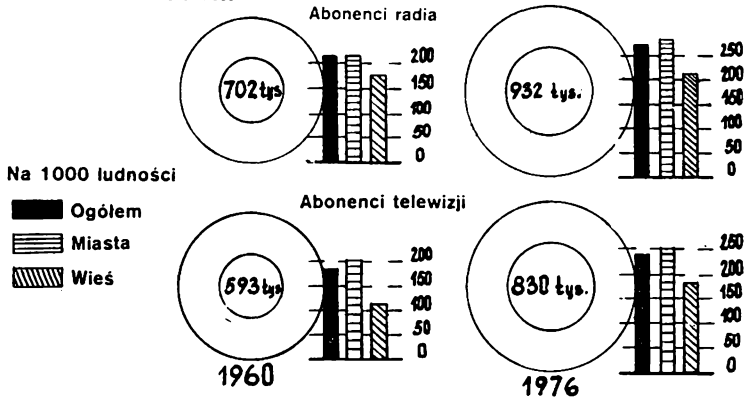 Abonenci radia
702 tys
200
150
100
50
0
932 tys.
250
200
150
100
50
0
Na 1000 ludności
Ogółem
Miasta
Wieś
Abonenci telewizji
593 tys
200
150
100
50
0
830 tys.
250
200
150
100
50
0
1960
1976